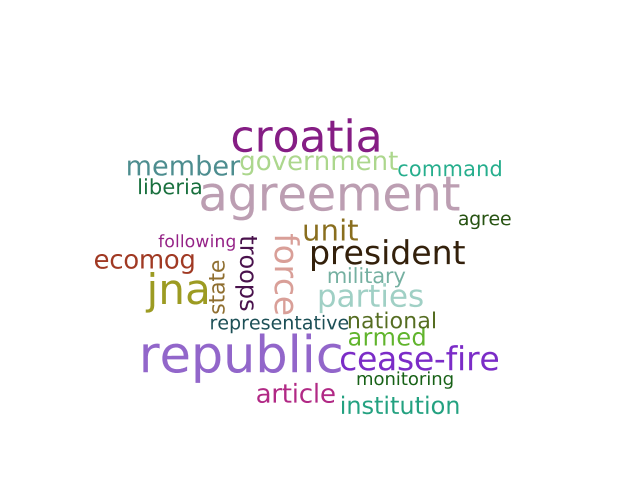 croatia
member government command
liberia agreement
agree
unit
following troops force president
ecomog state military
jna parties
representative national
republic armed
cease-fire
monitoring
article institution